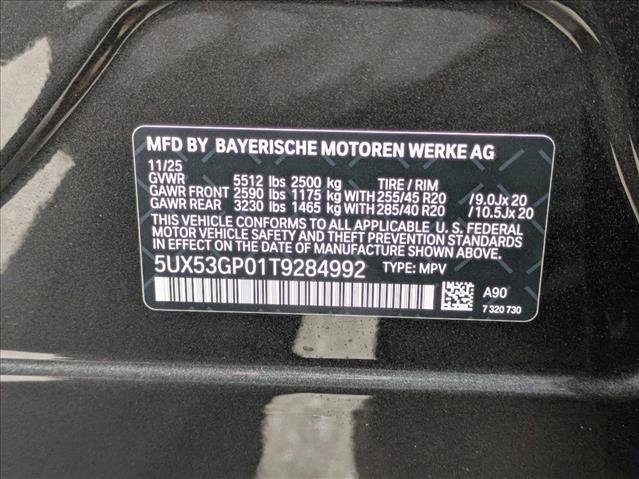 MFD BY BAYERISCHE MOTOREN WERKE AG
11/25
GVWR 5512 lbs 2500 kg TIRE / RIM
GAWR FRONT 2590 lbs 1175 kg WITH 255/45 R20 /9.0Jx 20
GAWR REAR 3230 lbs 1465 kg WITH 285/40 R20 /10.5Jx 20
THIS VEHICLE CONFORMS TO ALL APPLICABLE U. S. FEDERAL
MOTOR VEHICLE SAFETY AND THEFT PREVENTION STANDARDS
IN EFFECT ON THE DATE OF MANUFACTURE SHOWN ABOVE.
5UX53GP01T9284992 TYPE: MPV
A90
7 320 730